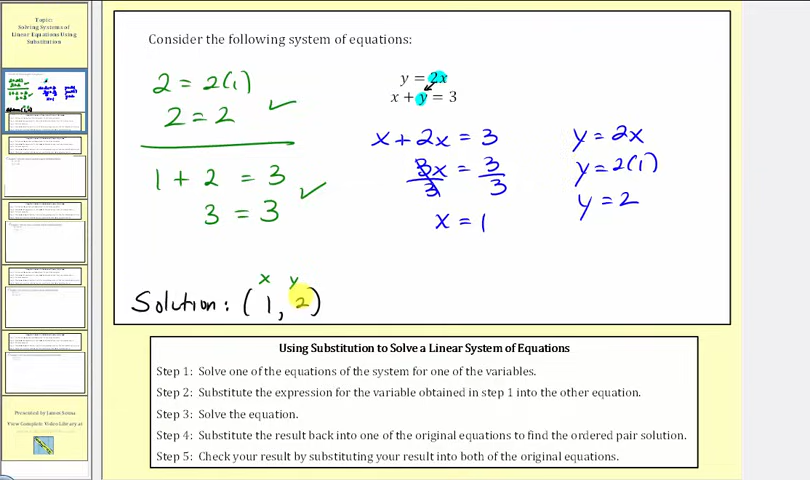 Topic:
Solving Systems of
Linear Equations Using
Substitution
Consider the following system of equations:
y = 2x
x + y = 3
2 = 2(1)
2 = 2 ✓
1 + 2 = 3
3 = 3 ✓
x + 2x = 3
3x/3 = 3/3
x = 1
y = 2x
y = 2(1)
y = 2
x y
Solution: (1, 2)
Using Substitution to Solve a Linear System of Equations
Step 1: Solve one of the equations of the system for one of the variables.
Step 2: Substitute the expression for the variable obtained in step 1 into the other equation.
Step 3: Solve the equation.
Step 4: Substitute the result back into one of the original equations to find the ordered pair solution.
Step 5: Check your result by substituting your result into both of the original equations.
Presented by James Sousa
View Complete Video Library at